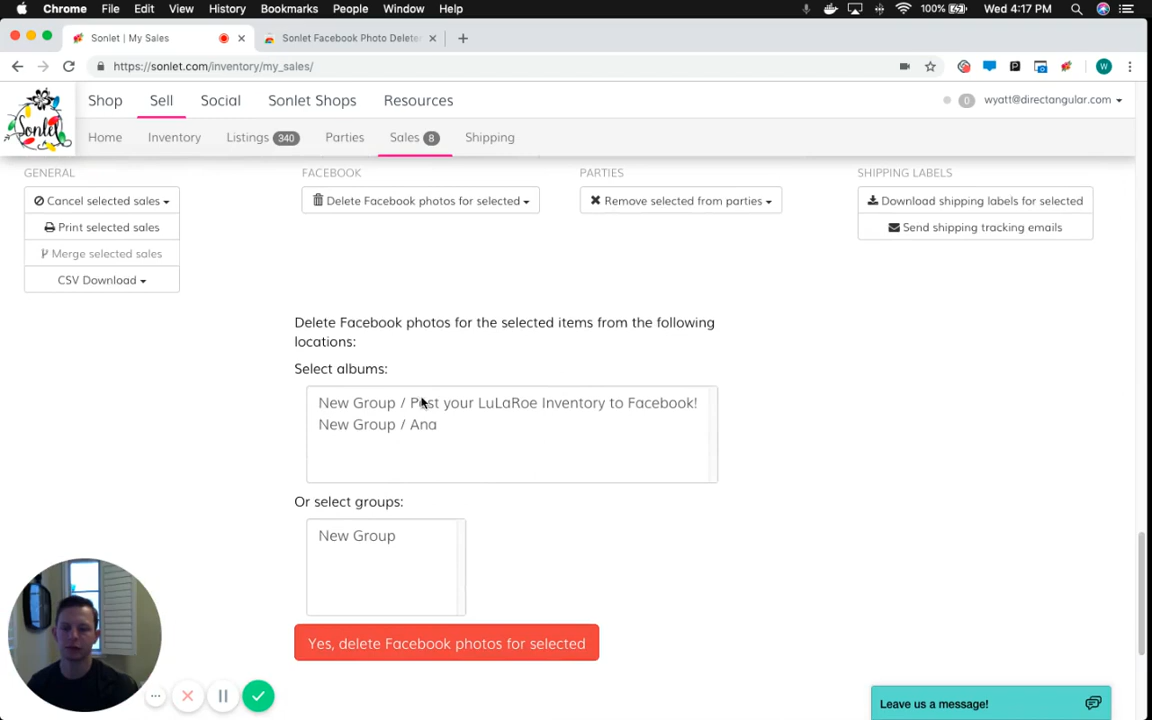 Chrome File Edit View History Bookmarks People Window Help 100% Wed 4:17 PM
Sonlet | My Sales Sonlet Facebook Photo Deleter
https://sonlet.com/inventory/my_sales/ W
Sonlet Shop Sell Social Sonlet Shops Resources 0 wyatt@directangular.com
Home Inventory Listings 340 Parties Sales 8 Shipping
GENERAL FACEBOOK PARTIES SHIPPING LABELS
Cancel selected sales Delete Facebook photos for selected Remove selected from parties Download shipping labels for selected
Print selected sales Send shipping tracking emails
Merge selected sales
CSV Download
Delete Facebook photos for the selected items from the following
locations:
Select albums:
New Group / Post your LuLaRoe Inventory to Facebook!
New Group / Ana
Or select groups:
New Group
Yes, delete Facebook photos for selected
Leave us a message!